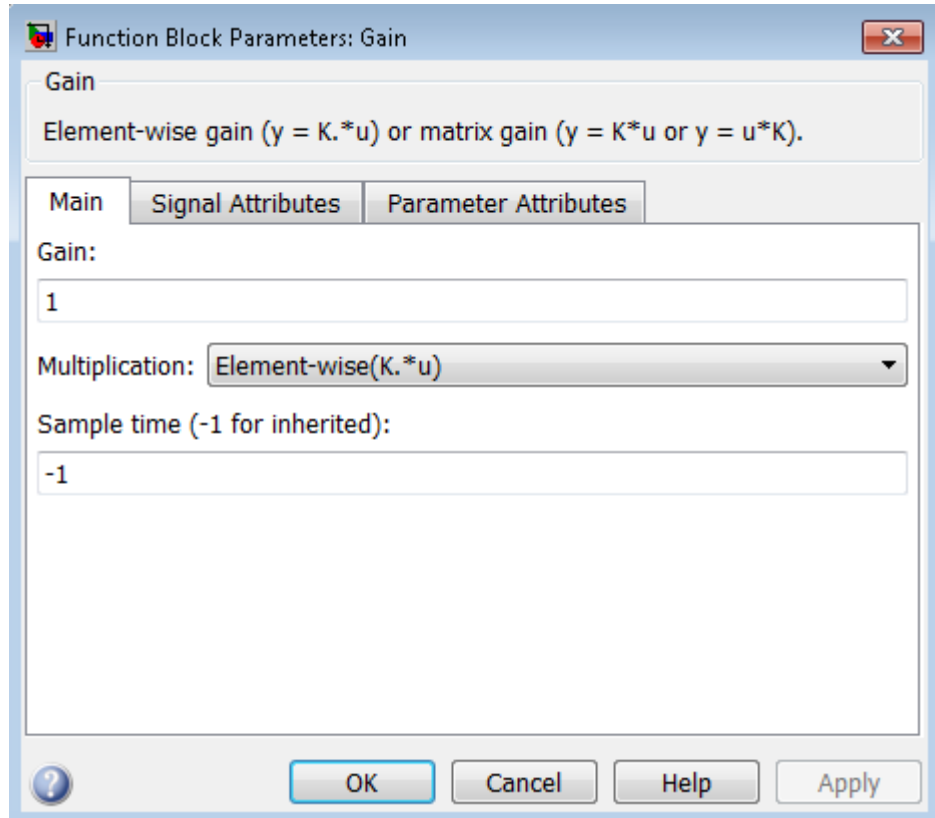 Function Block Parameters: Gain
Gain
Element-wise gain (y = K.*u) or matrix gain (y = K*u or y = u*K).
Main Signal Attributes Parameter Attributes
Gain:
1
Multiplication: Element-wise(K.*u)
Sample time (-1 for inherited):
-1
? OK Cancel Help Apply